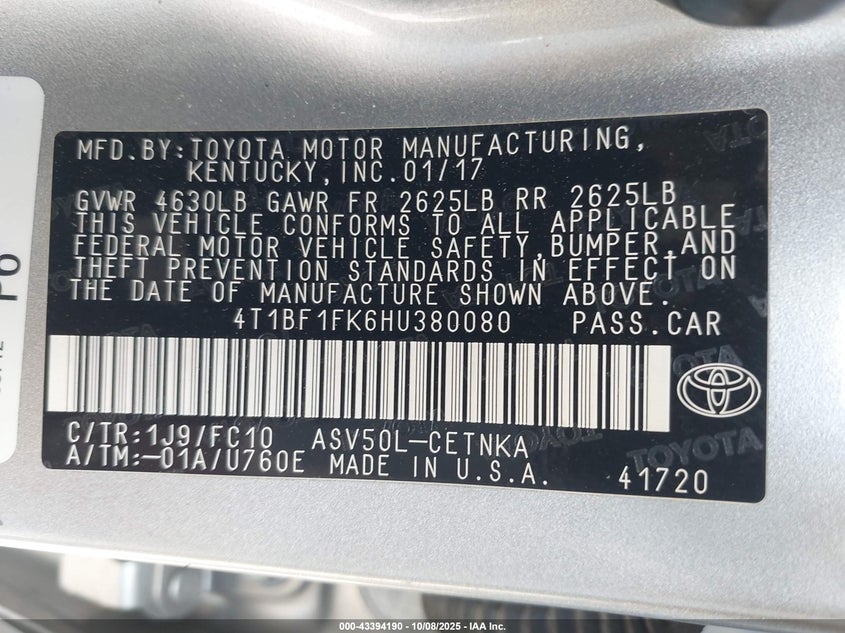 MFD.BY:TOYOTA MOTOR MANUFACTURING,
KENTUCKY,INC.01/17
GVWR 4630LB GAWR FR 2625LB RR 2625LB
THIS VEHICLE CONFORMS TO ALL APPLICABLE
FEDERAL MOTOR VEHICLE SAFETY,BUMPER,AND
THEFT PREVENTION STANDARDS IN EFFECT ON
THE DATE OF MANUFACTURE SHOWN ABOVE.
4T1BF1FK6HU380080 PASS.CAR
C/TR:1J9/FC10 ASV50L-CETNKA
A/TM:-01A/U760E MADE IN U.S.A. 41720
TOYOTA
000-43394190 - 10/08/2025 - IAA Inc.